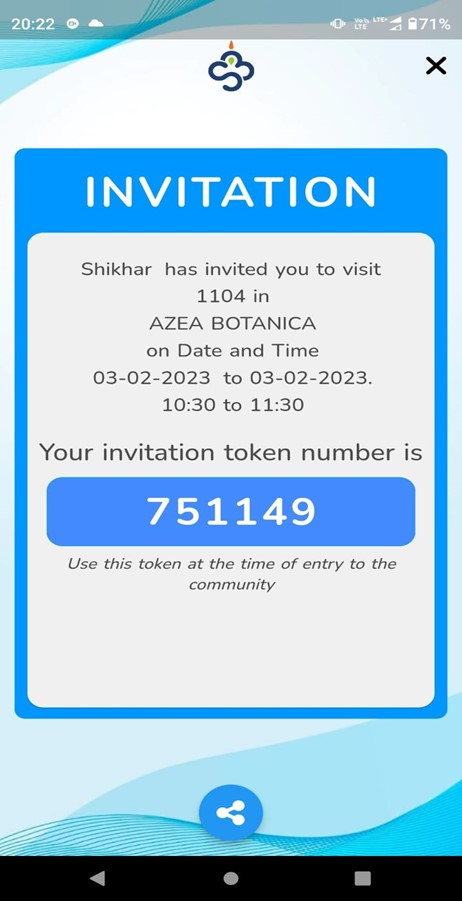 20:22 VoLTE LTE+ 71%
INVITATION
Shikhar has invited you to visit
1104 in
AZEA BOTANICA
on Date and Time
03-02-2023 to 03-02-2023.
10:30 to 11:30
Your invitation token number is
751149
Use this token at the time of entry to the
community